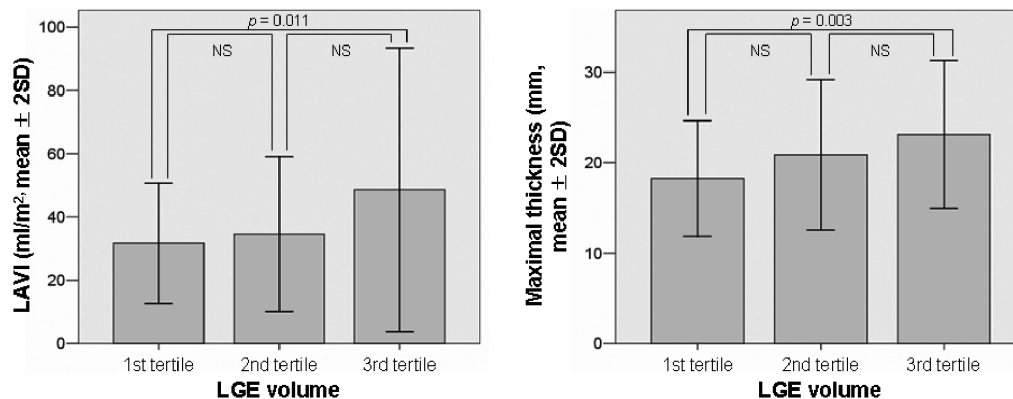 100
80
60
40
20
0
LAVI (ml/m², mean ± 2SD)
p = 0.011
NS
NS
1st tertile
2nd tertile
3rd tertile
LGE volume
30
20
10
0
Maximal thickness (mm,
mean ± 2SD)
p = 0.003
NS
NS
1st tertile
2nd tertile
3rd tertile
LGE volume